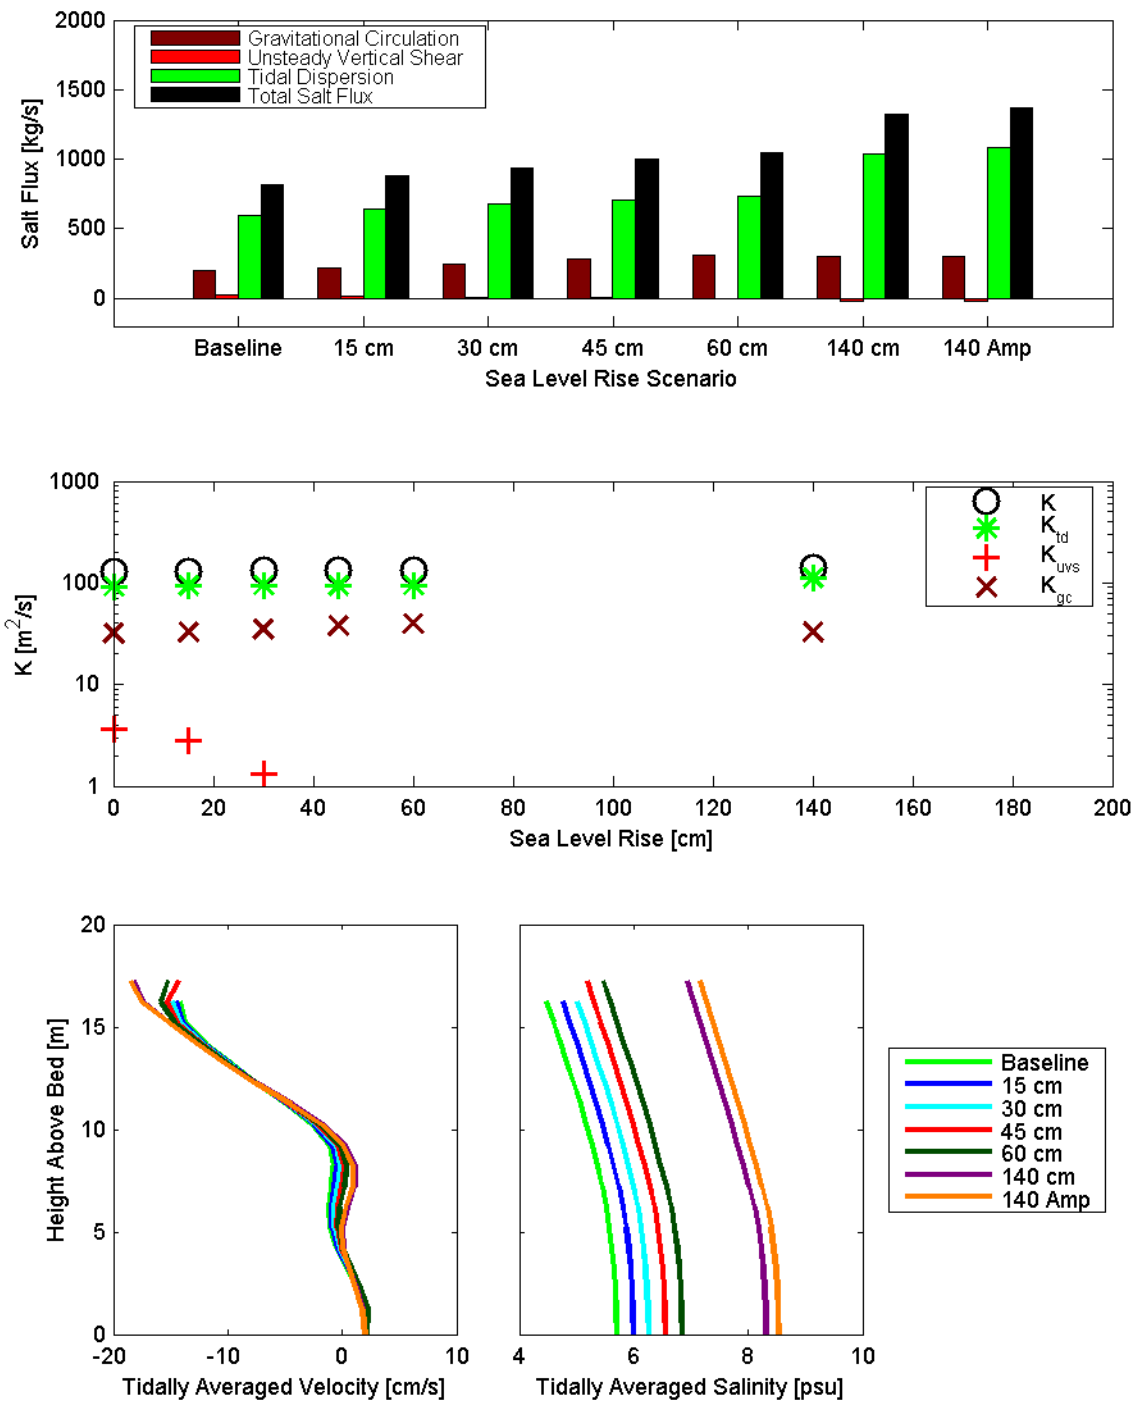 2000
1500
1000
500
0
Salt Flux [kg/s]
Gravitational Circulation
Unsteady Vertical Shear
Tidal Dispersion
Total Salt Flux
Baseline 15 cm 30 cm 45 cm 60 cm 140 cm 140 Amp
Sea Level Rise Scenario
1000
100
10
1
K [m²/s]
K
K_td
K_uvs
K_gc
0 20 40 60 80 100 120 140 160 180 200
Sea Level Rise [cm]
20
15
10
5
0
Height Above Bed [m]
-20 -10 0 10
Tidally Averaged Velocity [cm/s]
4 6 8 10
Tidally Averaged Salinity [psu]
Baseline
15 cm
30 cm
45 cm
60 cm
140 cm
140 Amp